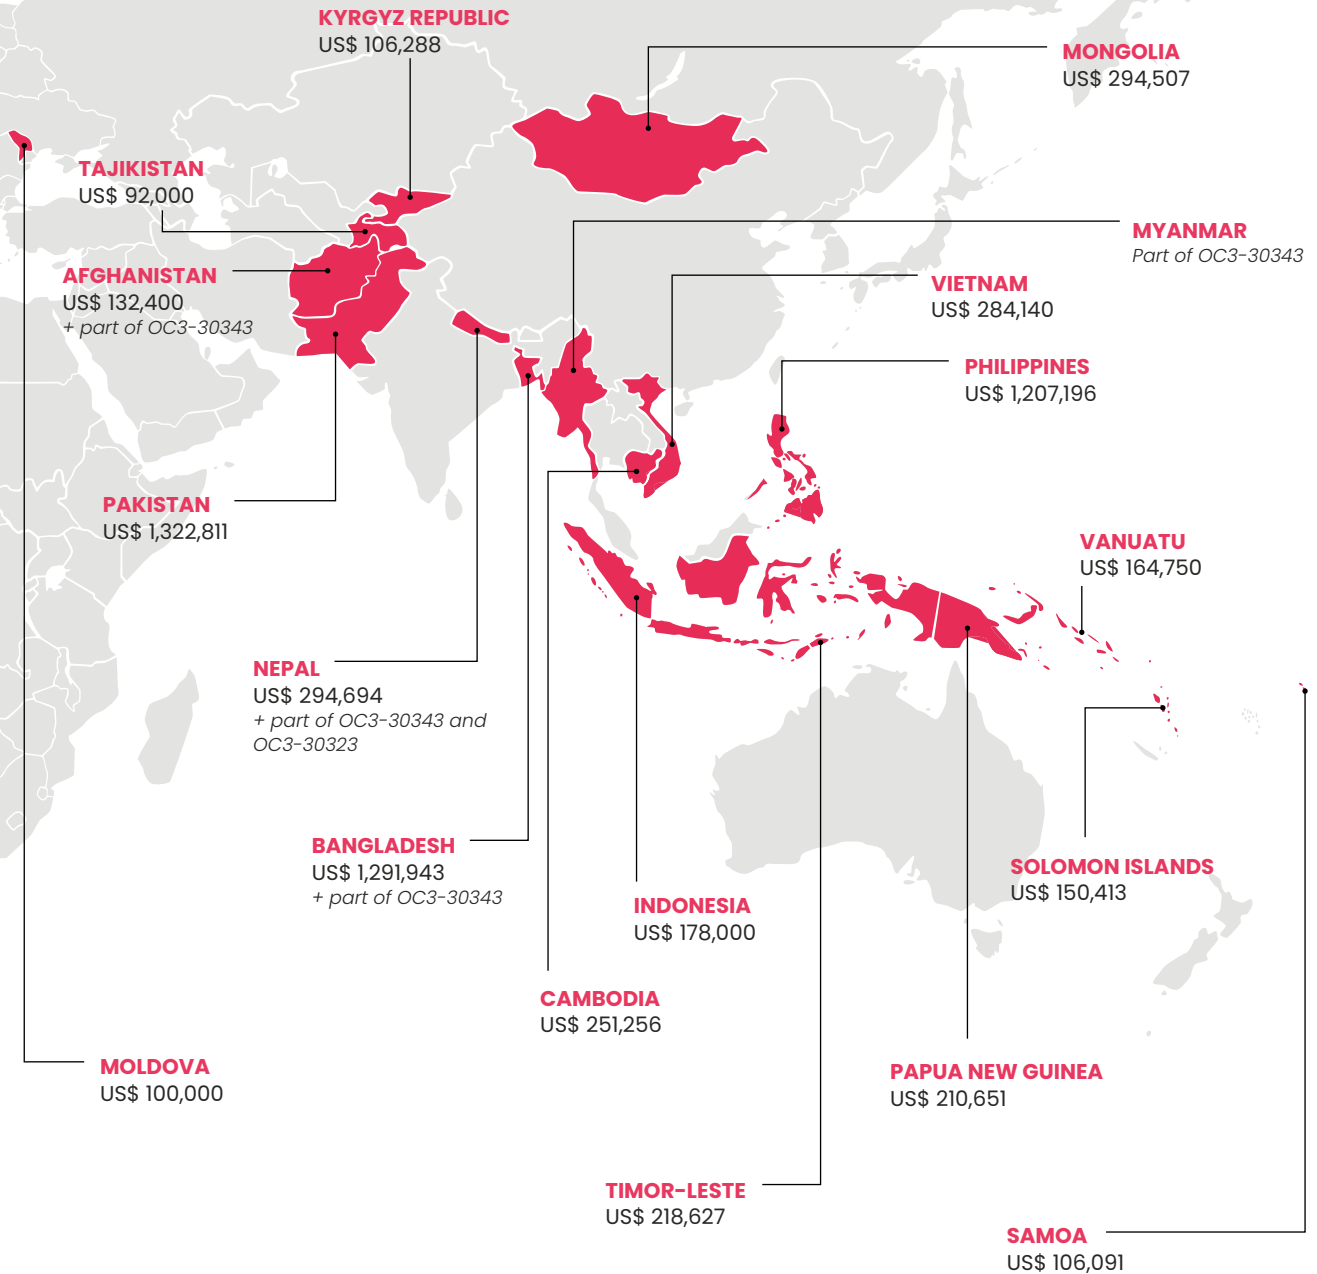 KYRGYZ REPUBLIC
US$ 106,288
MONGOLIA
US$ 294,507
TAJIKISTAN
US$ 92,000
MYANMAR
Part of OC3-30343
AFGHANISTAN
US$ 132,400
+ part of OC3-30343
VIETNAM
US$ 284,140
PHILIPPINES
US$ 1,207,196
PAKISTAN
US$ 1,322,811
VANUATU
US$ 164,750
NEPAL
US$ 294,694
+ part of OC3-30343 and
OC3-30323
BANGLADESH
US$ 1,291,943
+ part of OC3-30343
SOLOMON ISLANDS
US$ 150,413
INDONESIA
US$ 178,000
CAMBODIA
US$ 251,256
MOLDOVA
US$ 100,000
PAPUA NEW GUINEA
US$ 210,651
TIMOR-LESTE
US$ 218,627
SAMOA
US$ 106,091